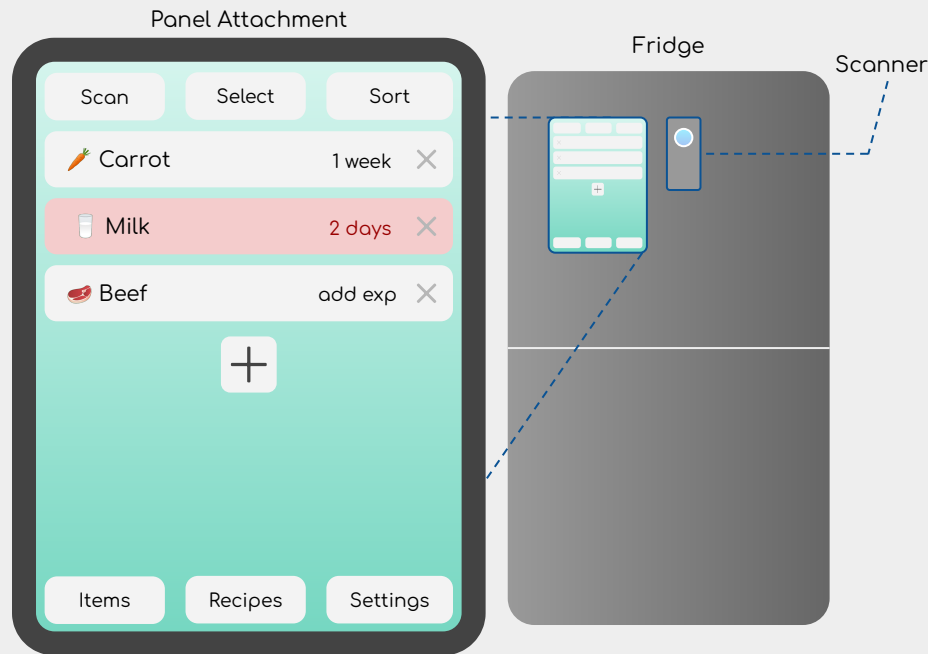 Panel Attachment
Fridge
Scanner
Scan
Select
Sort
Carrot
1 week
Milk
2 days
Beef
add exp
Items
Recipes
Settings